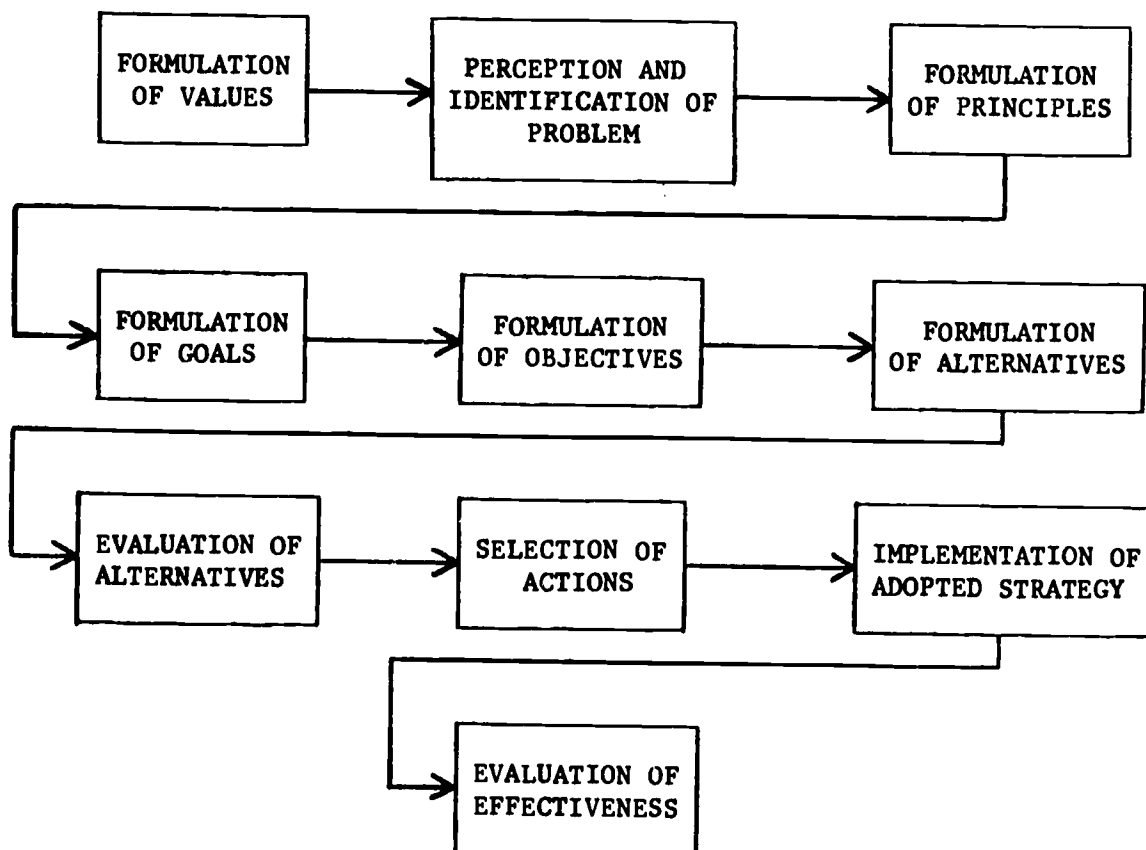 FORMULATION
OF VALUES
PERCEPTION AND
IDENTIFICATION OF
PROBLEM
FORMULATION
OF PRINCIPLES
FORMULATION
OF GOALS
FORMULATION
OF OBJECTIVES
FORMULATION
OF ALTERNATIVES
EVALUATION OF
ALTERNATIVES
SELECTION OF
ACTIONS
IMPLEMENTATION OF
ADOPTED STRATEGY
EVALUATION OF
EFFECTIVENESS